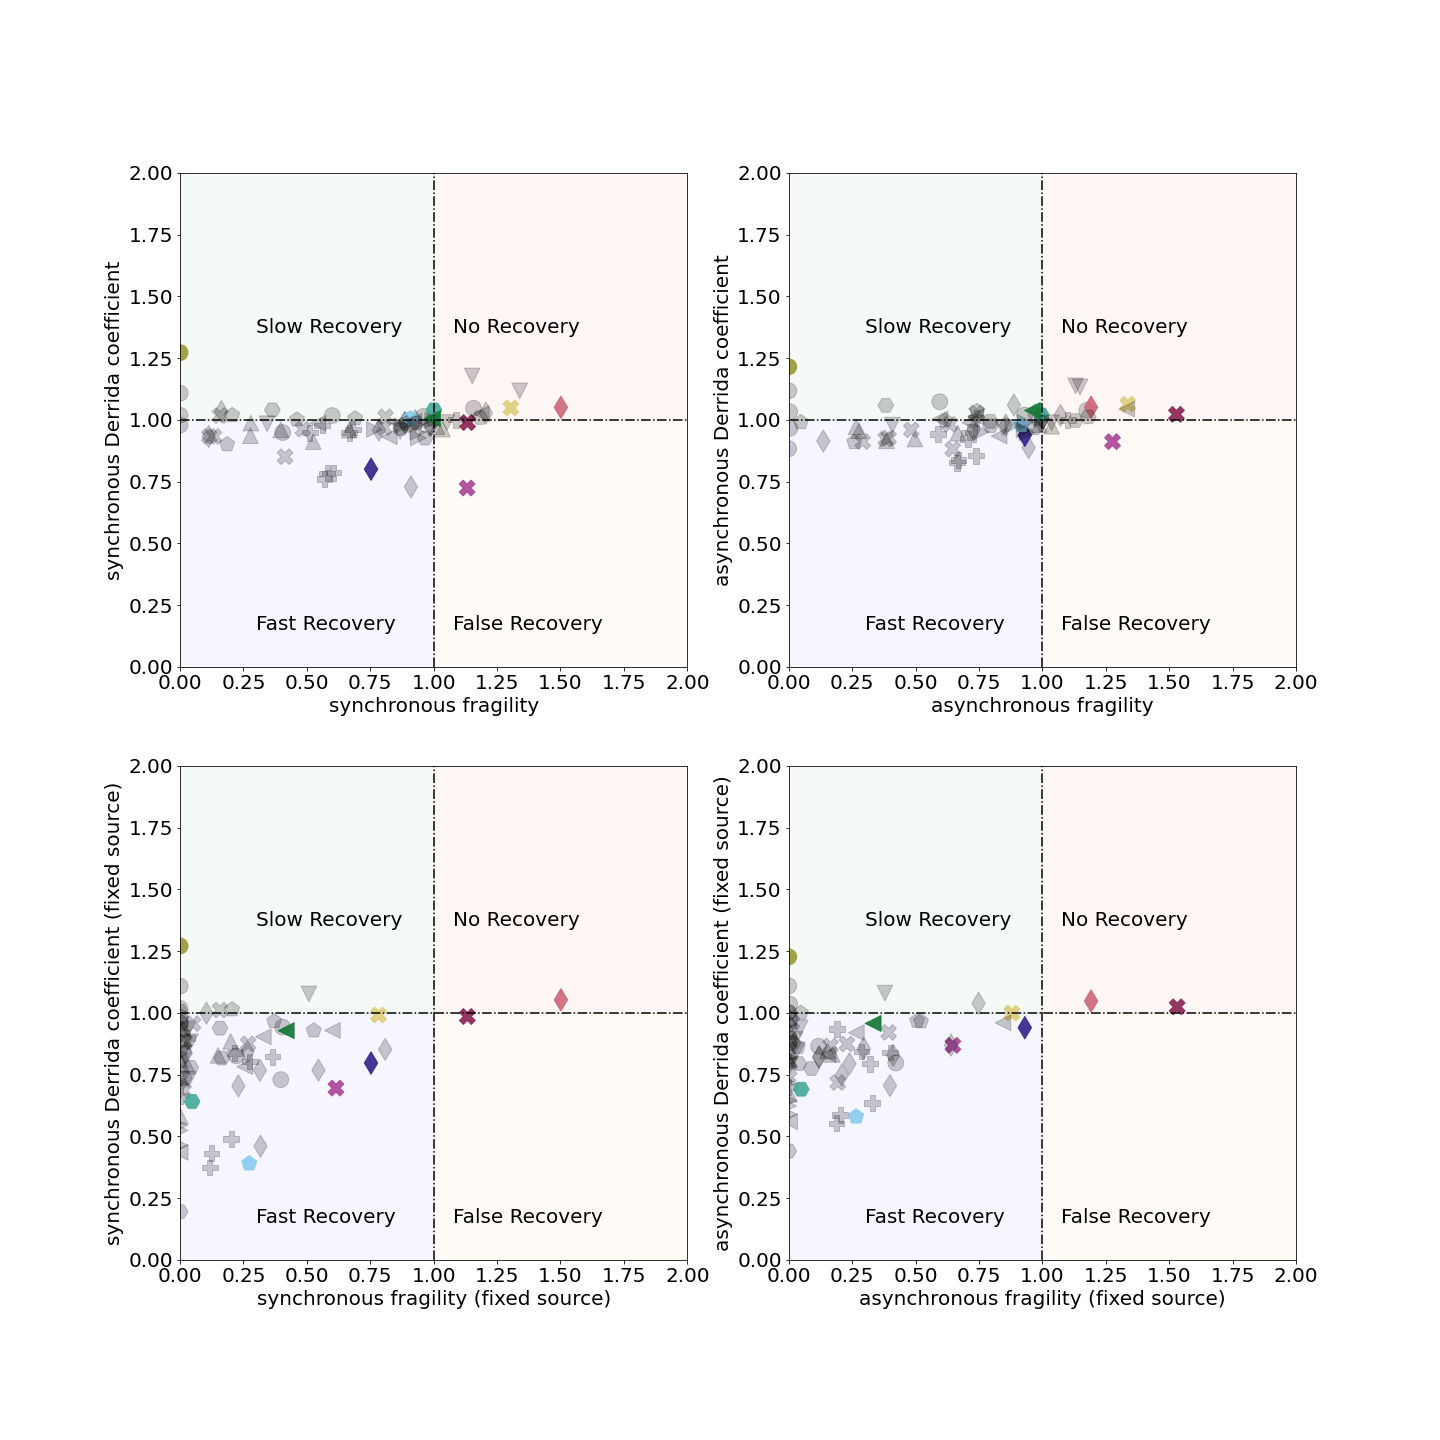 2.00
1.75
1.50
1.25
1.00
0.75
0.50
0.25
0.00
synchronous Derrida coefficient
Slow Recovery
No Recovery
Fast Recovery
False Recovery
0.00 0.25 0.50 0.75 1.00 1.25 1.50 1.75 2.00
synchronous fragility
2.00
1.75
1.50
1.25
1.00
0.75
0.50
0.25
0.00
asynchronous Derrida coefficient
Slow Recovery
No Recovery
Fast Recovery
False Recovery
0.00 0.25 0.50 0.75 1.00 1.25 1.50 1.75 2.00
asynchronous fragility
2.00
1.75
1.50
1.25
1.00
0.75
0.50
0.25
0.00
synchronous Derrida coefficient (fixed source)
Slow Recovery
No Recovery
Fast Recovery
False Recovery
0.00 0.25 0.50 0.75 1.00 1.25 1.50 1.75 2.00
synchronous fragility (fixed source)
2.00
1.75
1.50
1.25
1.00
0.75
0.50
0.25
0.00
asynchronous Derrida coefficient (fixed source)
Slow Recovery
No Recovery
Fast Recovery
False Recovery
0.00 0.25 0.50 0.75 1.00 1.25 1.50 1.75 2.00
asynchronous fragility (fixed source)